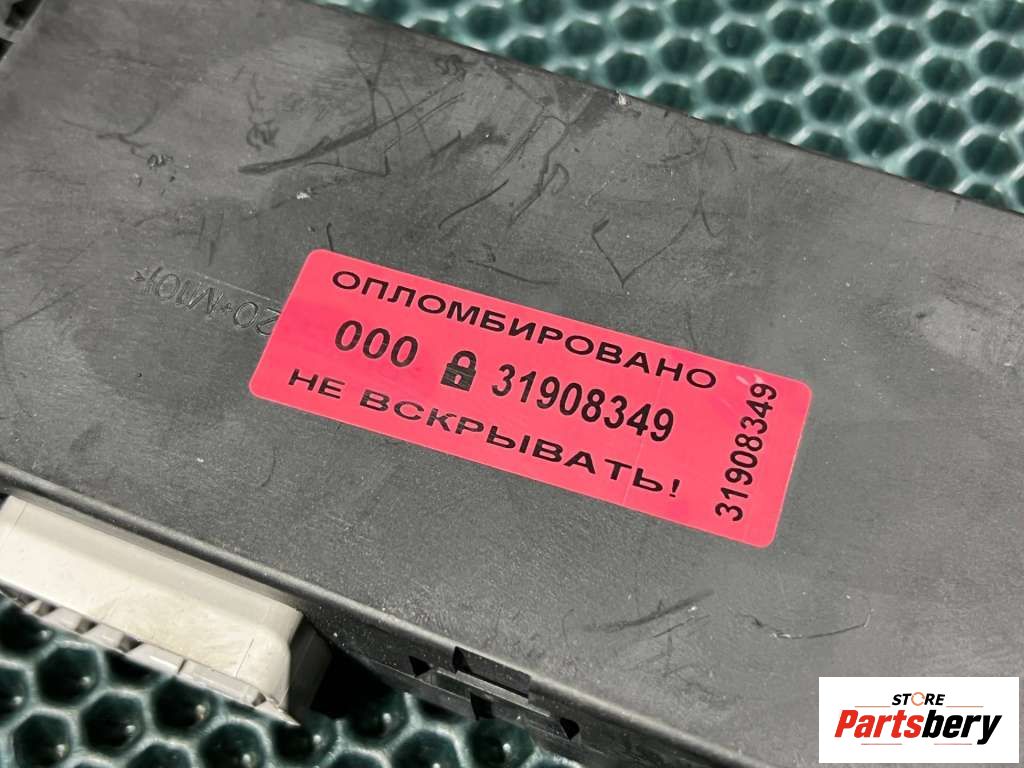 ОПЛОМБИРОВАНО
000 31908349
НЕ ВСКРЫВАТЬ!
31908349
STORE
Partsbery